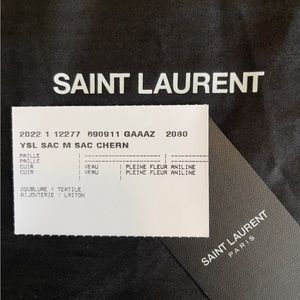 SAINT LAURENT
2022 1 12277 690911 GAAAZ 2080
YSL SAC M SAC CHERN
PAILLE | --------------------
PAILLE | --------------------
CUIR | VEAU | PLEINE FLEUR ANILINE
CUIR | VEAU | PLEINE FLEUR ANILINE
DOUBLURE : TEXTILE
BIJOUTERIE : LAITON
SAINT LAURENT
PARIS